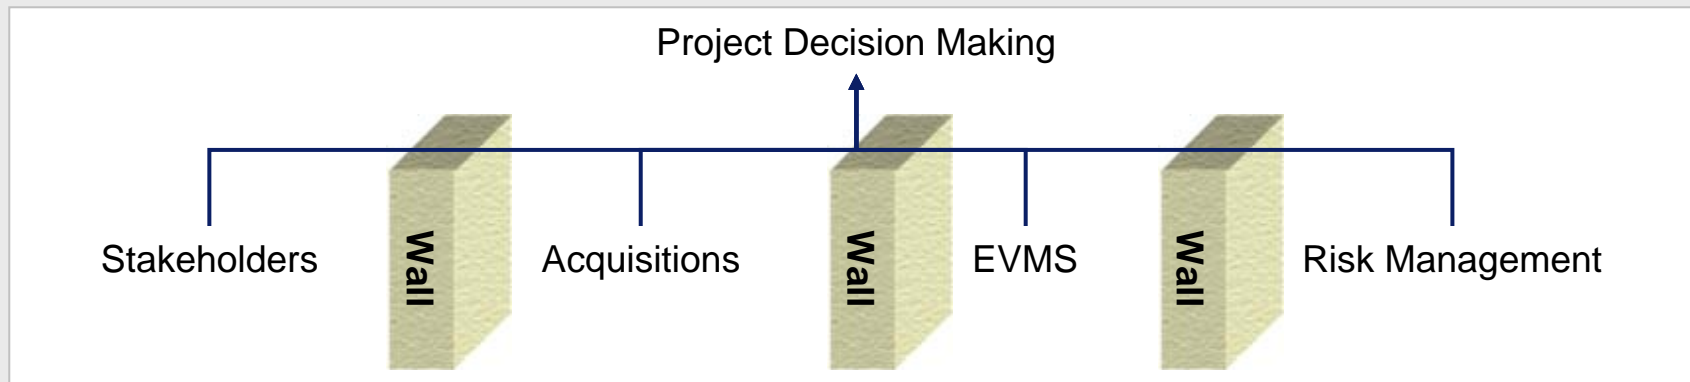 Project Decision Making
Stakeholders
Wall
Acquisitions
Wall
EVMS
Wall
Risk Management